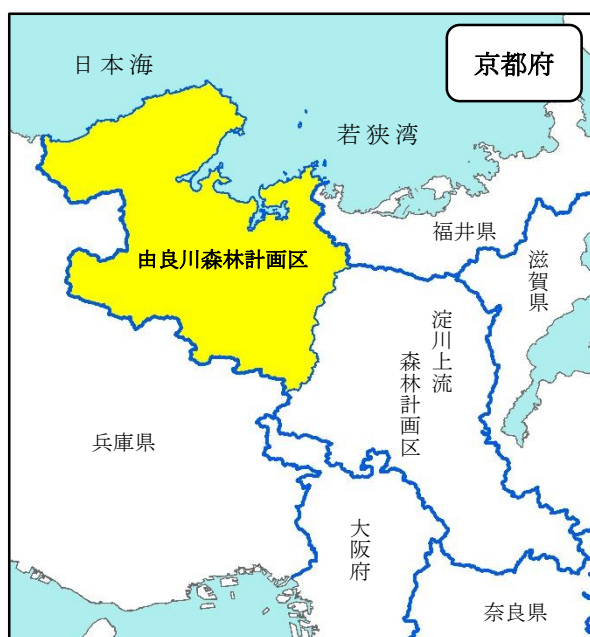 日本海
京都府
若狭湾
福井県
滋賀県
由良川森林計画区
淀川上流
森林計画区
兵庫県
大阪府
奈良県